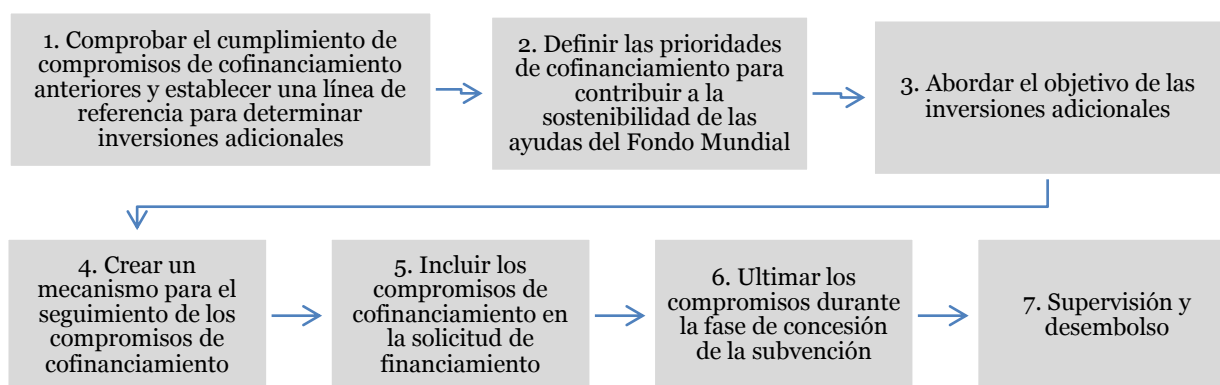 1. Comprobar el cumplimiento de
compromisos de cofinanciamiento
anteriores y establecer una línea de
referencia para determinar
inversiones adicionales
2. Definir las prioridades
de cofinanciamiento para
contribuir a la
sostenibilidad de las
ayudas del Fondo Mundial
3. Abordar el objetivo de las
inversiones adicionales
4. Crear un
mecanismo para el
seguimiento de los
compromisos de
cofinanciamiento
5. Incluir los
compromisos de
cofinanciamiento en
la solicitud de
financiamiento
6. Ultimar los
compromisos durante
la fase de concesión
de la subvención
7. Supervisión y
desembolso